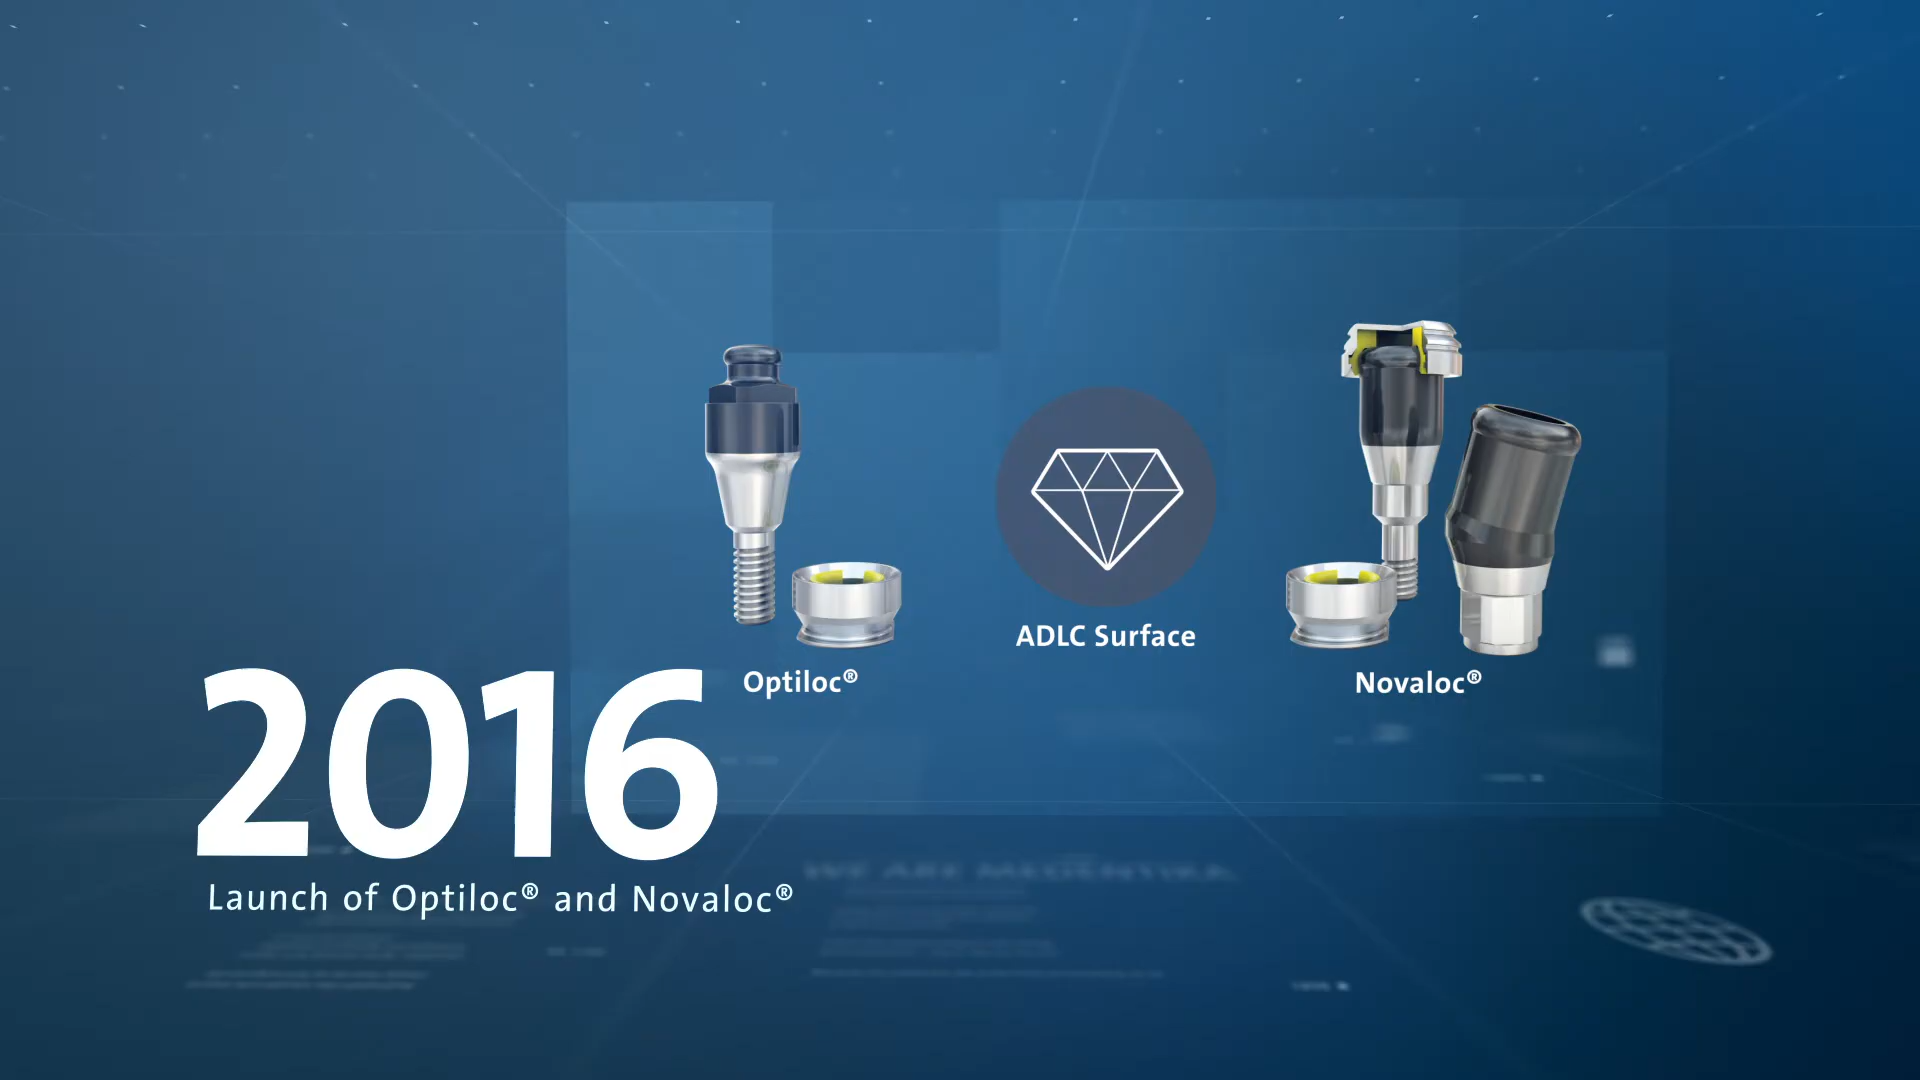 Optiloc®
ADLC Surface
Novaloc®
2016
Launch of Optiloc® and Novaloc®